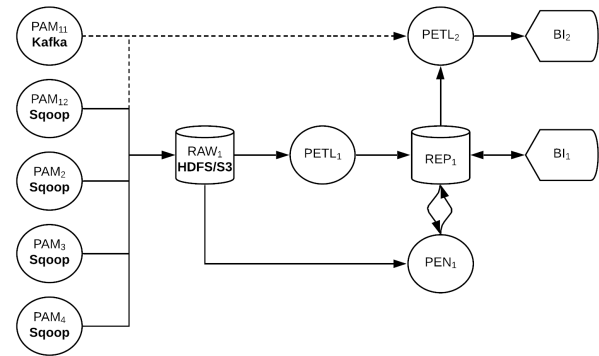 PAM₁₁
Kafka
PETL₂
BI₂
PAM₁₂
Sqoop
RAW₁
HDFS/S3
PETL₁
REP₁
BI₁
PAM₂
Sqoop
PAM₃
Sqoop
PEN₁
PAM₄
Sqoop